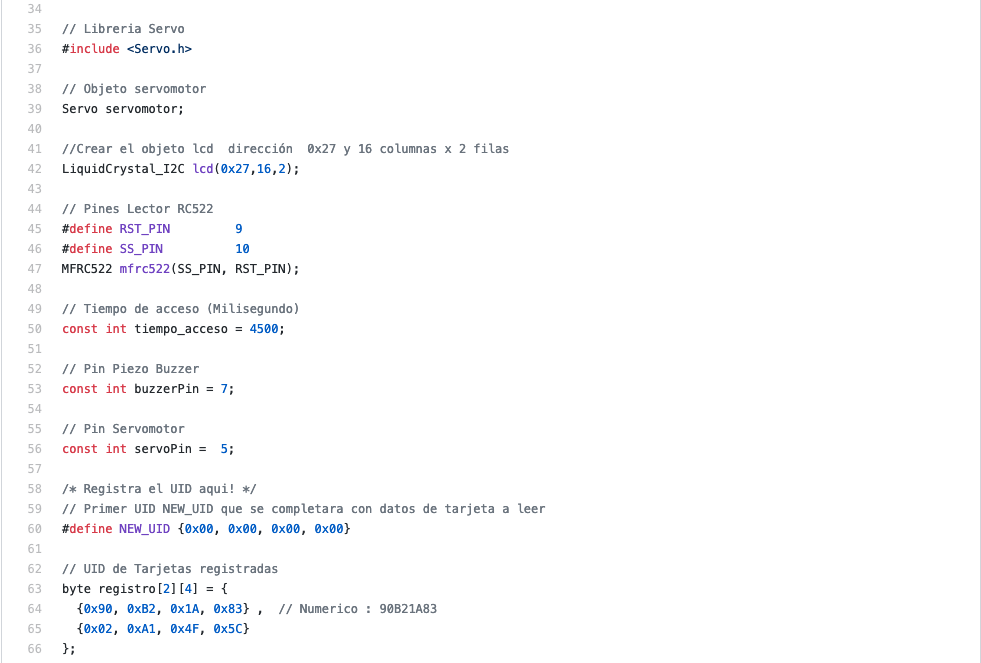 34
35 // Libreria Servo
36 #include <Servo.h>
37
38 // Objeto servomotor
39 Servo servomotor;
40
41 //Crear el objeto lcd  dirección  0x27 y 16 columnas x 2 filas
42 LiquidCrystal_I2C lcd(0x27,16,2);
43
44 // Pines Lector RC522
45 #define RST_PIN         9
46 #define SS_PIN          10
47 MFRC522 mfrc522(SS_PIN, RST_PIN);
48
49 // Tiempo de acceso (Milisegundo)
50 const int tiempo_acceso = 4500;
51
52 // Pin Piezo Buzzer
53 const int buzzerPin = 7;
54
55 // Pin Servomotor
56 const int servoPin =  5;
57
58 /* Registra el UID aqui! */
59 // Primer UID NEW_UID que se completara con datos de tarjeta a leer
60 #define NEW_UID {0x00, 0x00, 0x00, 0x00}
61
62 // UID de Tarjetas registradas
63 byte registro[2][4] = {
64   {0x90, 0xB2, 0x1A, 0x83} ,  // Numerico : 90B21A83
65   {0x02, 0xA1, 0x4F, 0x5C}
66 };